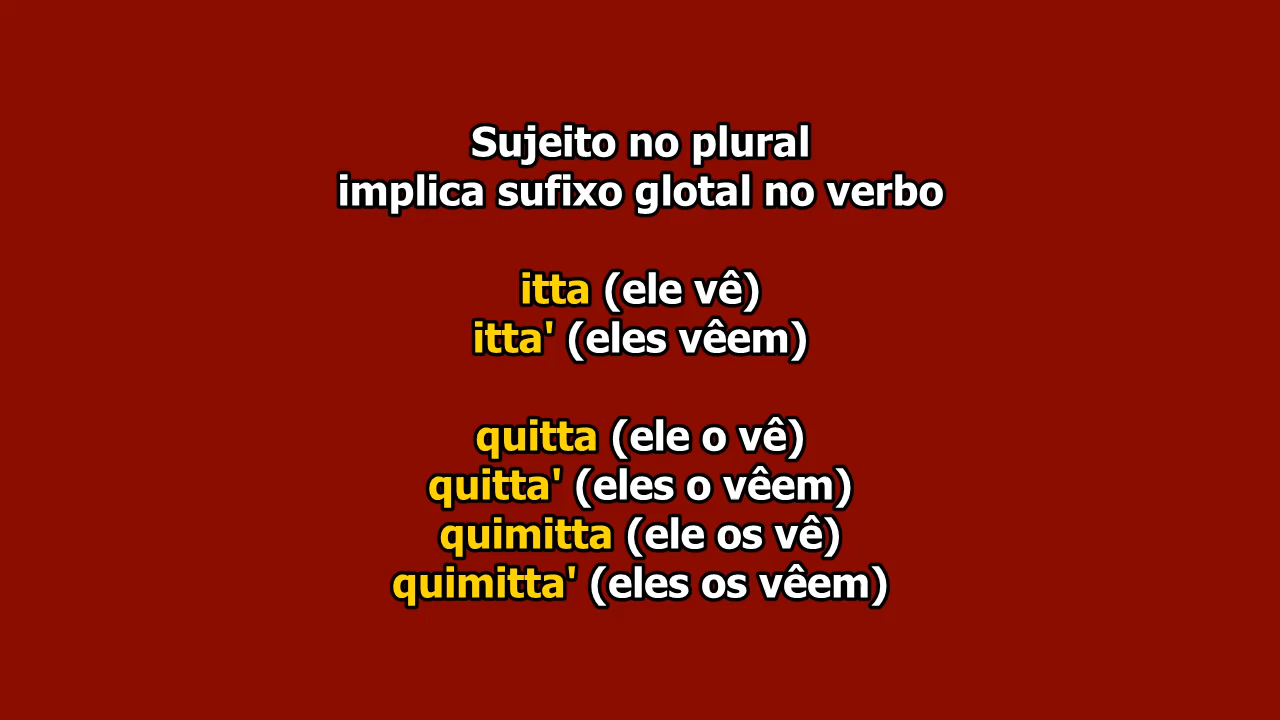 Sujeito no plural
implica sufixo glotal no verbo
itta (ele vê)
itta' (eles vêem)
quitta (ele o vê)
quitta' (eles o vêem)
quimitta (ele os vê)
quimitta' (eles os vêem)